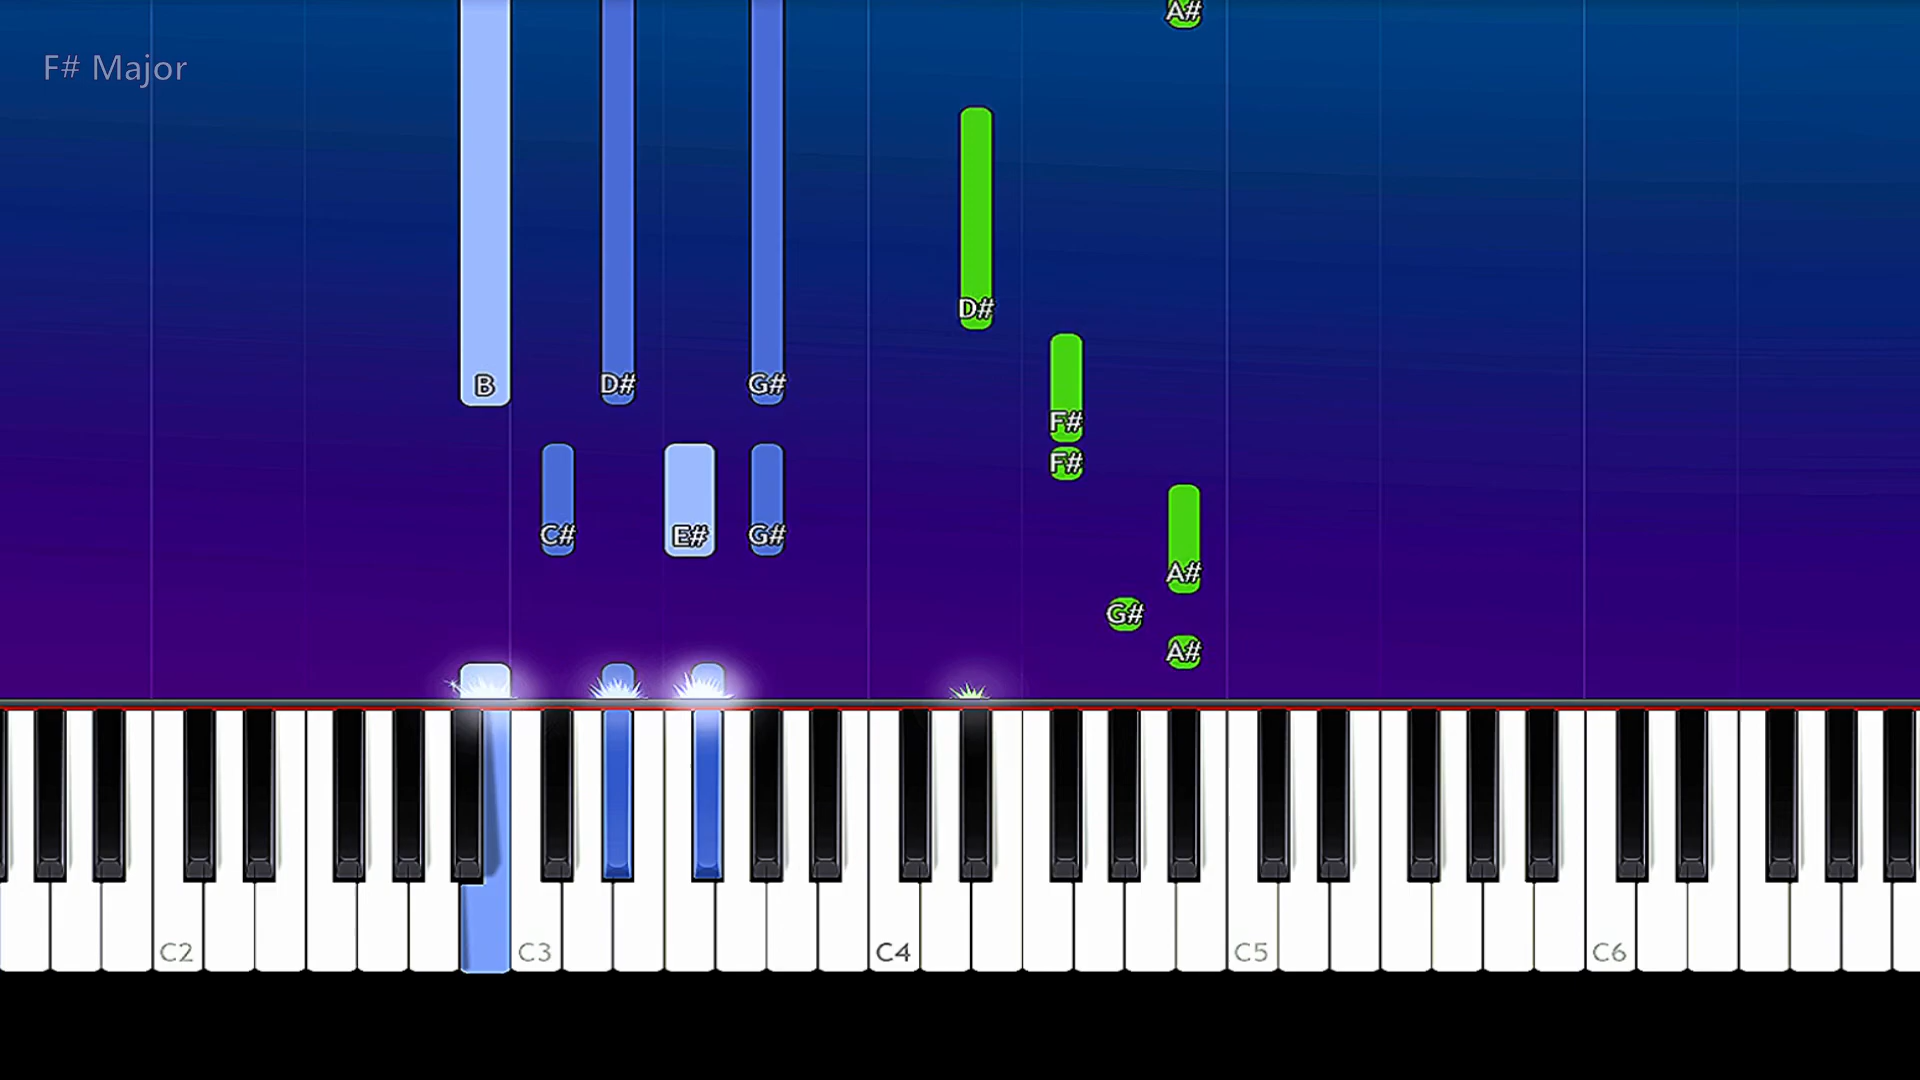 A#
F# Major
D#
B D# G#
F#
F#
C# E# G#
A#
G#
A#
C2 C3 C4 C5 C6